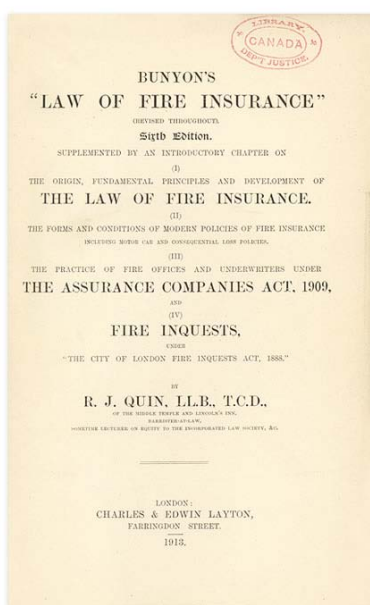 LIBRARY.
CANADA
DEP'T JUSTICE.
BUNYON'S
"LAW OF FIRE INSURANCE"
(REVISED THROUGHOUT).
Sixth Edition.
SUPPLEMENTED BY AN INTRODUCTORY CHAPTER ON
(I)
THE ORIGIN, FUNDAMENTAL PRINCIPLES AND DEVELOPMENT OF
THE LAW OF FIRE INSURANCE.
(II)
THE FORMS AND CONDITIONS OF MODERN POLICIES OF FIRE INSURANCE
INCLUDING MOTOR CAR AND CONSEQUENTIAL LOSS POLICIES.
(III)
THE PRACTICE OF FIRE OFFICES AND UNDERWRITERS UNDER
THE ASSURANCE COMPANIES ACT, 1909,
AND
(IV)
FIRE INQUESTS,
UNDER
"THE CITY OF LONDON FIRE INQUESTS ACT, 1888."
BY
R. J. QUIN, LL.B., T.C.D.,
OF THE MIDDLE TEMPLE AND LINCOLN'S INN,
BARRISTER-AT-LAW,
SOMETIME LECTURER ON EQUITY TO THE INCORPORATED LAW SOCIETY, &c.
LONDON:
CHARLES & EDWIN LAYTON,
FARRINGDON STREET.
1913.